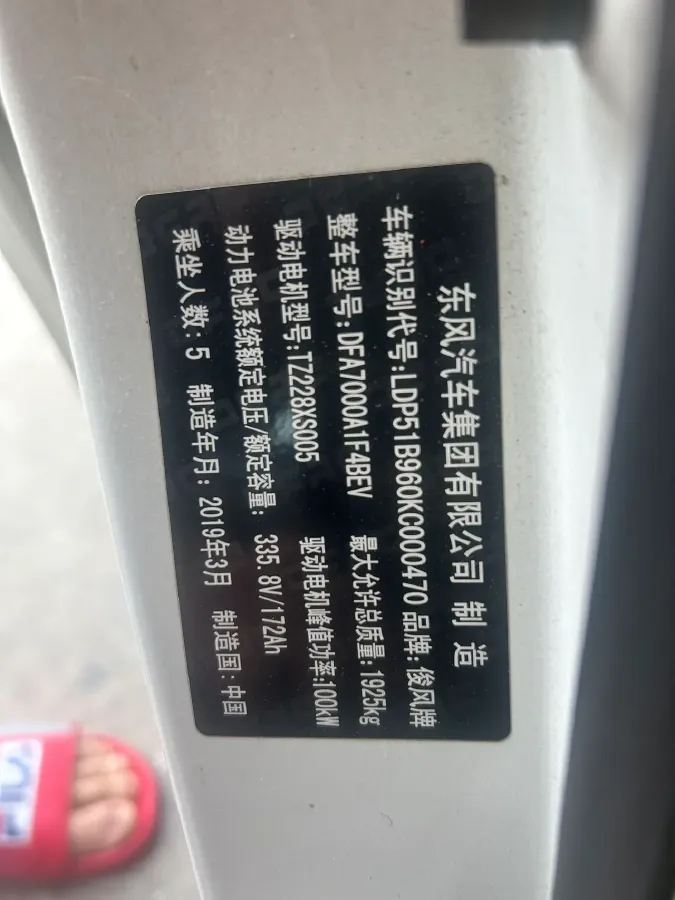 东风汽车集团有限公司 制 造
车辆识别代号:LDP51B960KC000470 品牌: 俊风牌
整车型号: DFA7000A1F4BEV 最大允许总质量: 1925kg
驱动电机型号: TZ228XS005 驱动电机峰值功率:100kW
动力电池系统额定电压/额定容量: 335.8V/172Ah
乘坐人数: 5 制造年月: 2019年3月 制造国: 中国